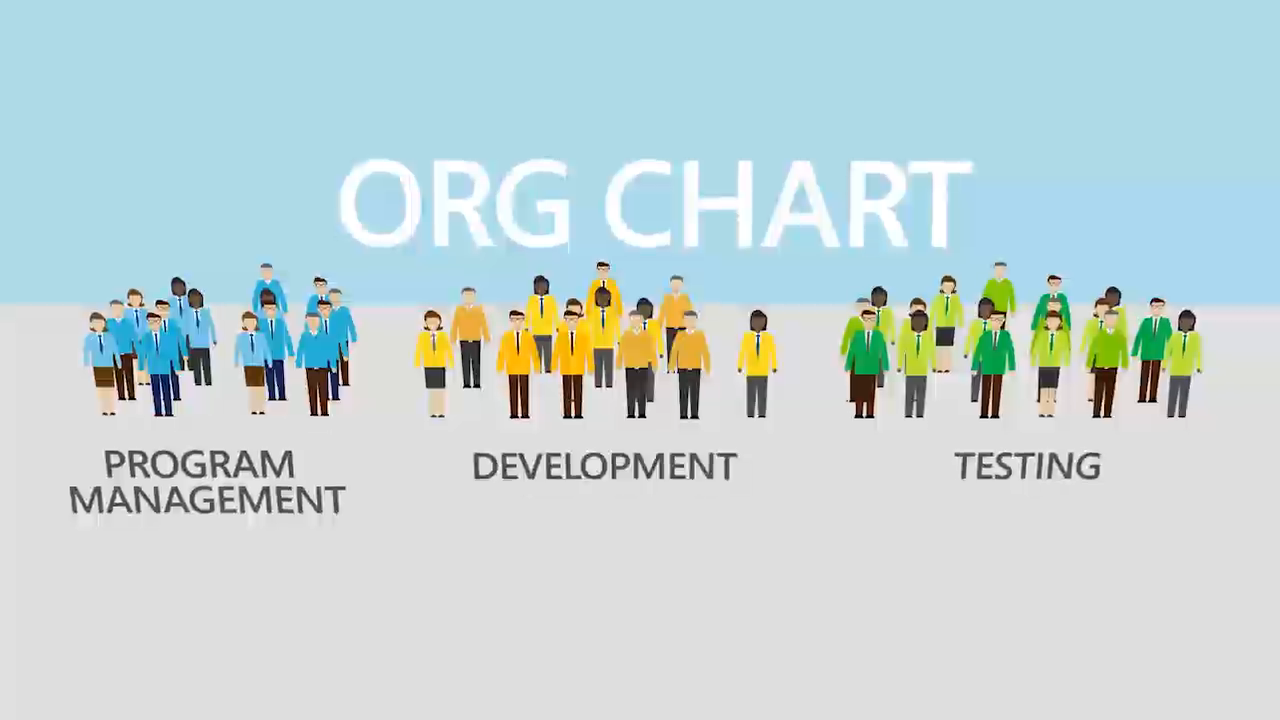 ORG CHART
PROGRAM
MANAGEMENT
DEVELOPMENT
TESTING